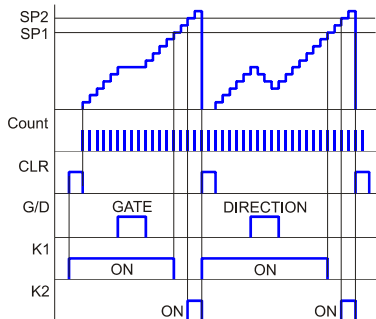 SP2
SP1
Count
CLR
G/D GATE DIRECTION
K1
ON ON
K2
ON ON